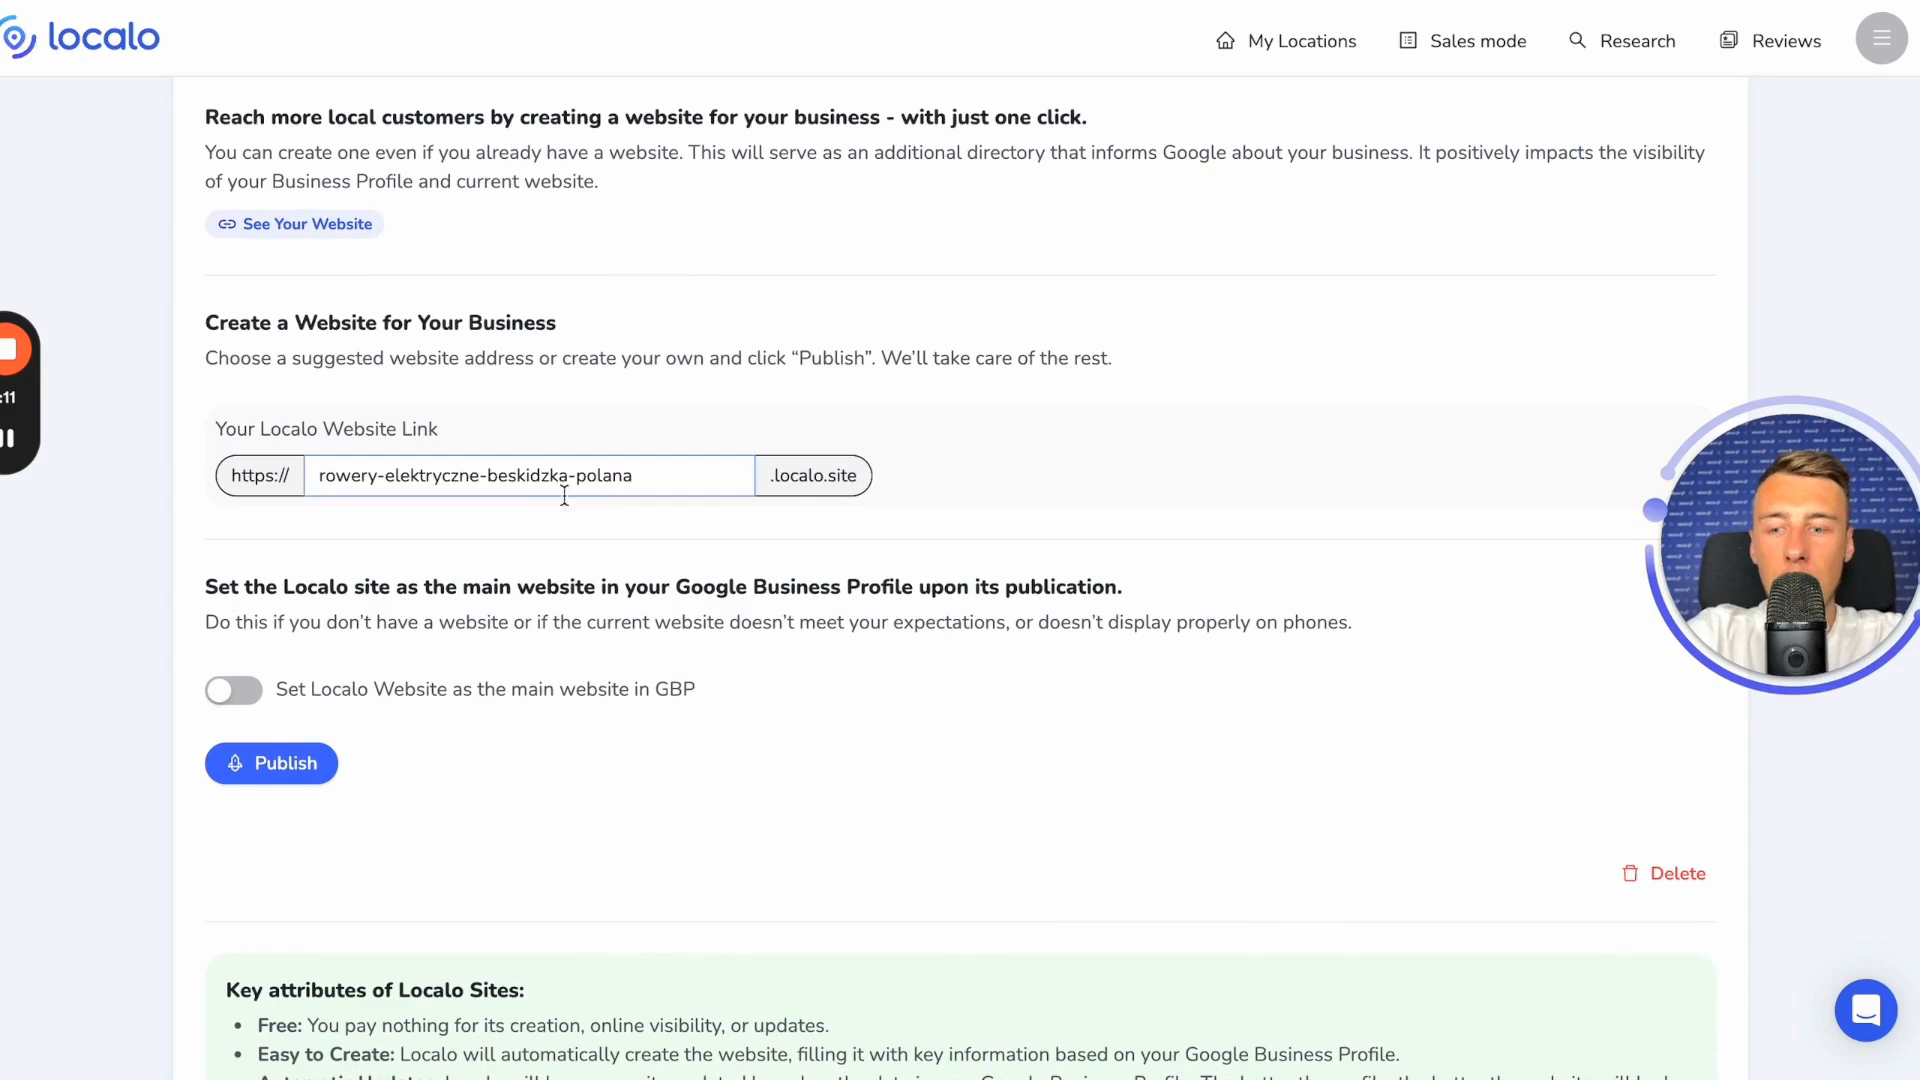 localo
My Locations
Sales mode
Research
Reviews
Reach more local customers by creating a website for your business - with just one click.
You can create one even if you already have a website. This will serve as an additional directory that informs Google about your business. It positively impacts the visibility
of your Business Profile and current website.
See Your Website
Create a Website for Your Business
Choose a suggested website address or create your own and click “Publish”. We’ll take care of the rest.
:11
Your Localo Website Link
https:// rowery-elektryczne-beskidzka-polana .localo.site
Set the Localo site as the main website in your Google Business Profile upon its publication.
Do this if you don’t have a website or if the current website doesn’t meet your expectations, or doesn’t display properly on phones.
Set Localo Website as the main website in GBP
Publish
Delete
Key attributes of Localo Sites:
• Free: You pay nothing for its creation, online visibility, or updates.
• Easy to Create: Localo will automatically create the website, filling it with key information based on your Google Business Profile.